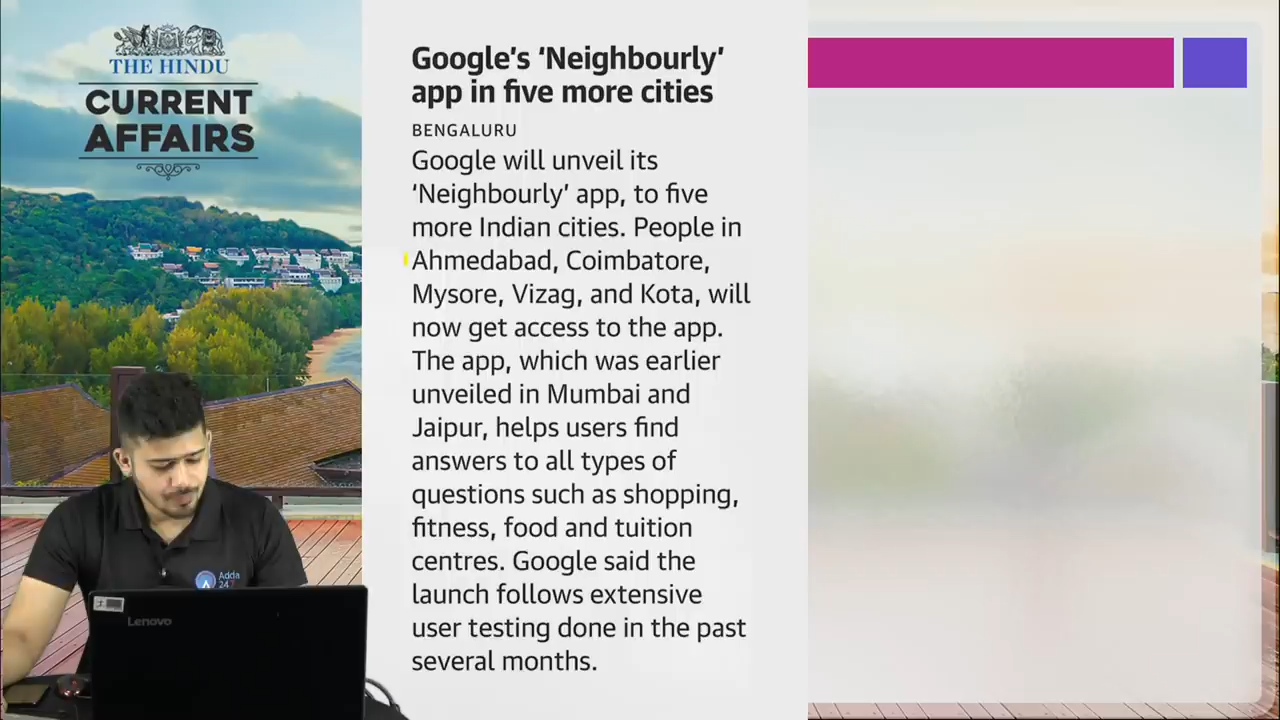 THE HINDU
CURRENT
AFFAIRS
Google's 'Neighbourly'
app in five more cities
BENGALURU
Google will unveil its
'Neighbourly' app, to five
more Indian cities. People in
Ahmedabad, Coimbatore,
Mysore, Vizag, and Kota, will
now get access to the app.
The app, which was earlier
unveiled in Mumbai and
Jaipur, helps users find
answers to all types of
questions such as shopping,
fitness, food and tuition
centres. Google said the
launch follows extensive
user testing done in the past
several months.
Adda
24
Lenovo